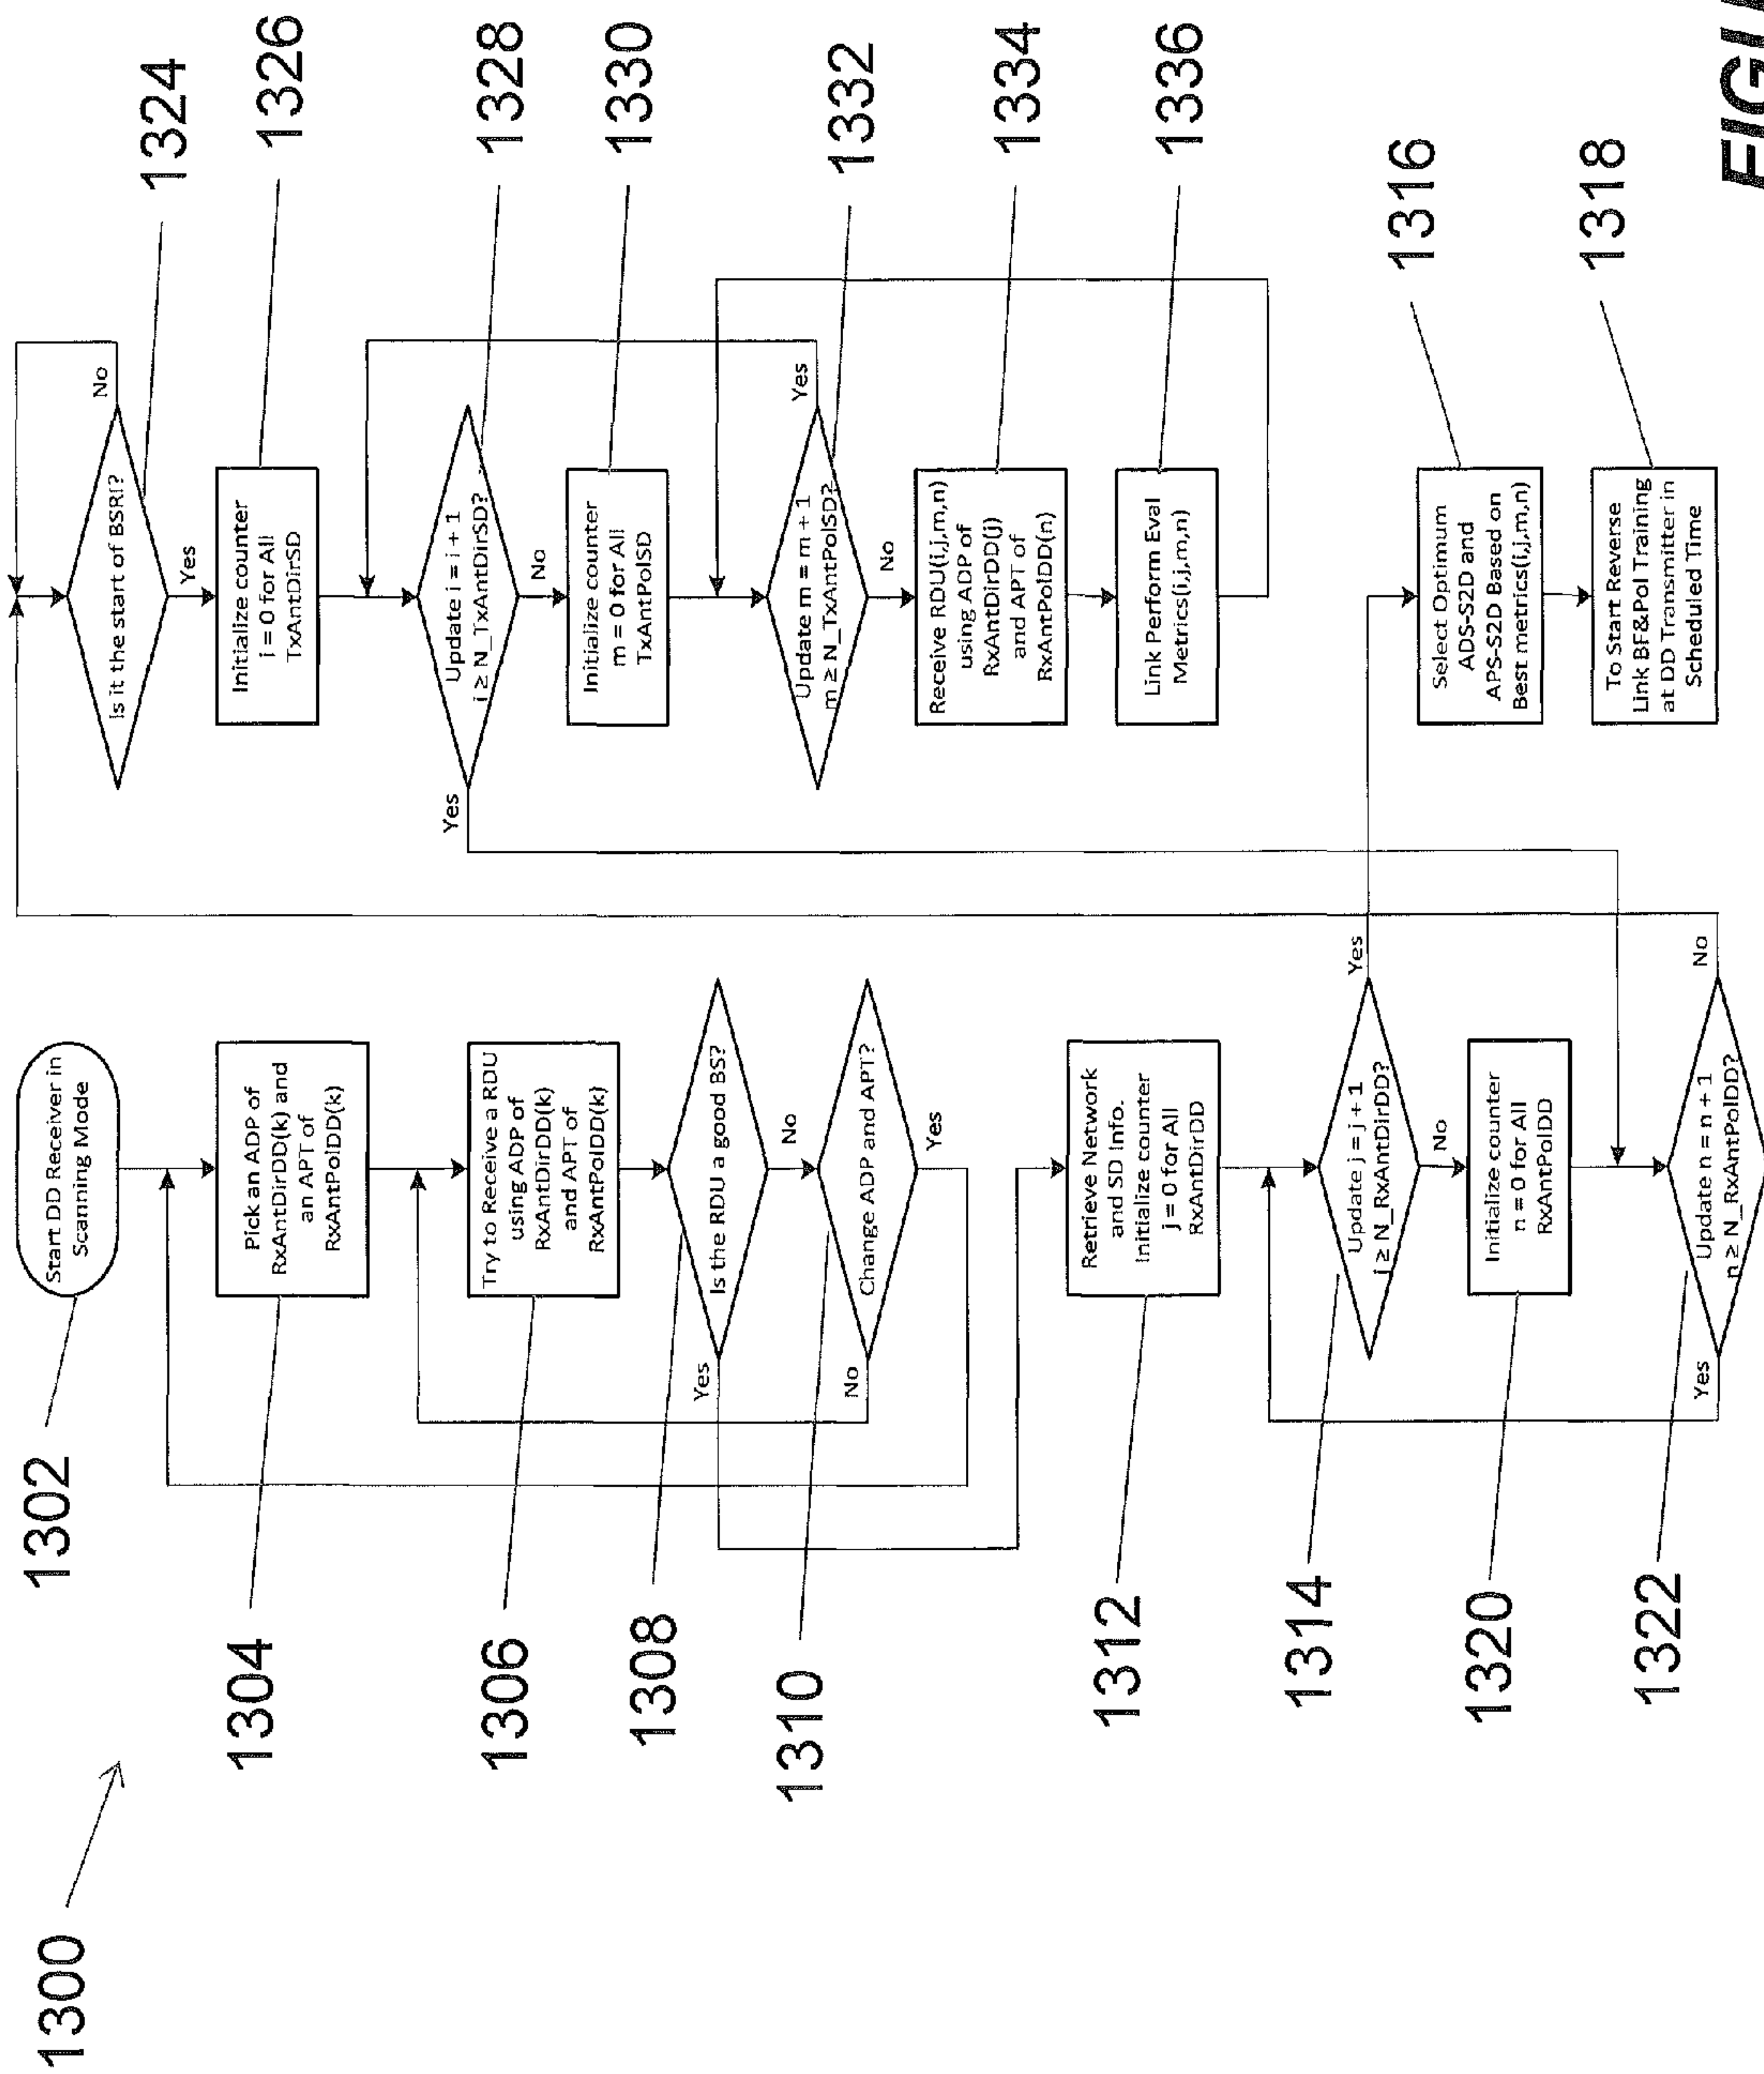 1300
1302
Start DD Receiver in
Scanning Mode
1304
Pick an ADP of
RxAntDirDD(k) and
an APT of
RxAntPolDD(k)
1306
Try to Receive a RDU
using ADP of
RxAntDirDD(k)
and APT of
RxAntPolDD(k)
1308
Is the RDU a good BS?
Yes
No
1310
Change ADP and APT?
No
Yes
1312
Retrieve Network
and SD Info.
Initialize counter
j = 0 for All
RxAntDirDD
1314
Update j = j + 1
j ≥ N_RxAntDirDD?
Yes
No
1320
Initialize counter
n = 0 for All
RxAntPolDD
1322
Update n = n + 1
n ≥ N_RxAntPolDD?
Yes
No
1324
Is it the start of BSRI?
No
Yes
1326
Initialize counter
i = 0 for All
TxAntDirSD
1328
Update i = i + 1
i ≥ N_TxAntDirSD?
Yes
No
1330
Initialize counter
m = 0 for All
TxAntPolSD
1332
Update m = m + 1
m ≥ N_TxAntPolSD?
Yes
No
1334
Receive RDU(i,j,m,n)
using ADP of
RxAntDirDD(j)
and APT of
RxAntPolDD(n)
1336
Link Perform Eval
Metrics(i,j,m,n)
1316
Select Optimum
ADS-S2D and
APS-S2D Based on
Best metrics(i,j,m,n)
1318
To Start Reverse
Link BF&Pol Training
at DD Transmitter in
Scheduled Time